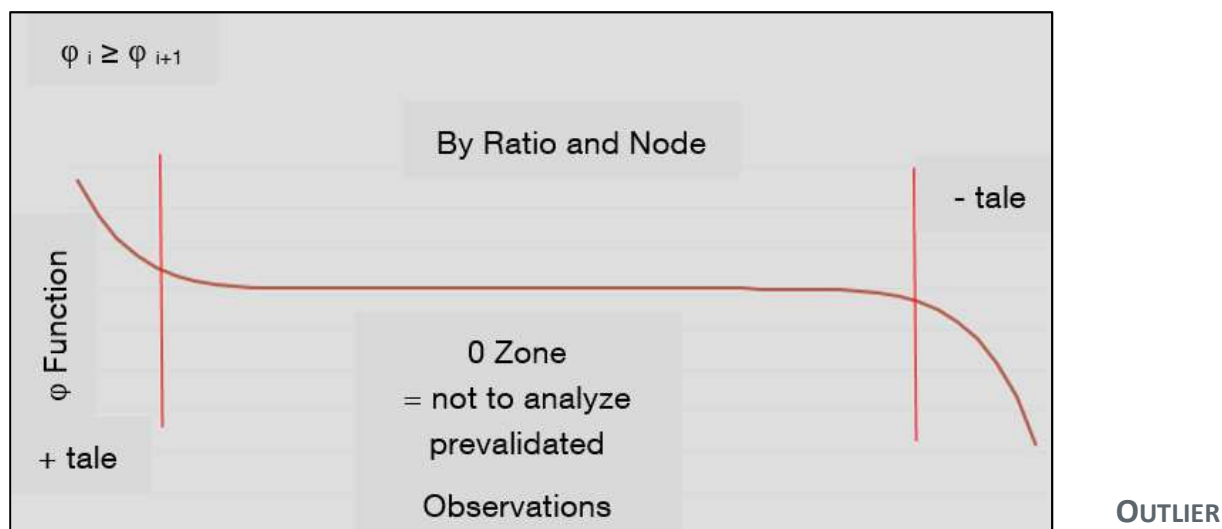 φ i ≥ φ i+1
By Ratio and Node
- tale
φ Function
+ tale
0 Zone
= not to analyze
prevalidated
Observations
OUTLIER